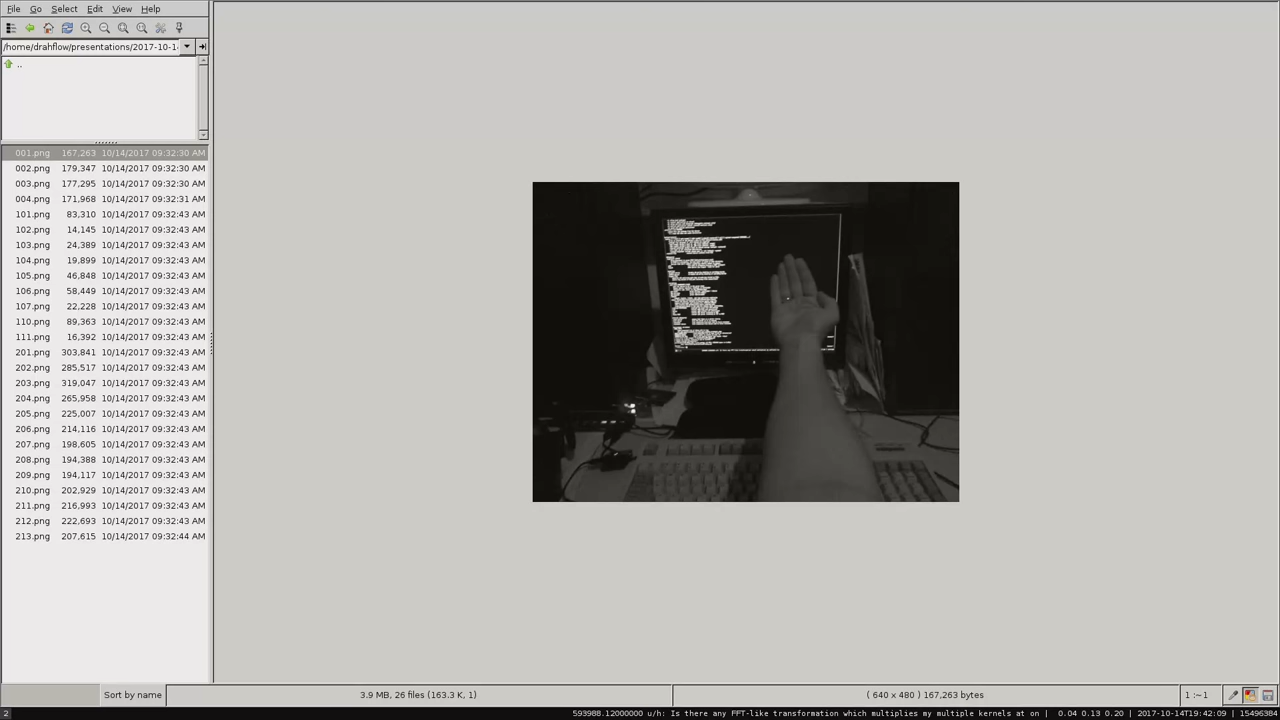 File Go Select Edit View Help
/home/drahflow/presentations/2017-10-1
..
001.png 167,263 10/14/2017 09:32:30 AM
002.png 179,347 10/14/2017 09:32:30 AM
003.png 177,295 10/14/2017 09:32:30 AM
004.png 171,968 10/14/2017 09:32:31 AM
101.png 83,310 10/14/2017 09:32:43 AM
102.png 14,145 10/14/2017 09:32:43 AM
103.png 24,389 10/14/2017 09:32:43 AM
104.png 19,899 10/14/2017 09:32:43 AM
105.png 46,848 10/14/2017 09:32:43 AM
106.png 58,449 10/14/2017 09:32:43 AM
107.png 22,228 10/14/2017 09:32:43 AM
110.png 89,363 10/14/2017 09:32:43 AM
111.png 16,392 10/14/2017 09:32:43 AM
201.png 303,841 10/14/2017 09:32:43 AM
202.png 285,517 10/14/2017 09:32:43 AM
203.png 319,047 10/14/2017 09:32:43 AM
204.png 265,958 10/14/2017 09:32:43 AM
205.png 225,007 10/14/2017 09:32:43 AM
206.png 214,116 10/14/2017 09:32:43 AM
207.png 198,605 10/14/2017 09:32:43 AM
208.png 194,388 10/14/2017 09:32:43 AM
209.png 194,117 10/14/2017 09:32:43 AM
210.png 202,929 10/14/2017 09:32:43 AM
211.png 216,993 10/14/2017 09:32:43 AM
212.png 222,693 10/14/2017 09:32:43 AM
213.png 207,615 10/14/2017 09:32:44 AM
Sort by name 3.9 MB, 26 files (163.3 K, 1) ( 640 x 480 ) 167,263 bytes 1 :~1
2 593988.12000000 u/h: Is there any FFT-like transformation which multiplies my multiple kernels at on | 0.04 0.13 0.20 | 2017-10-14T19:42:09 | 15496384